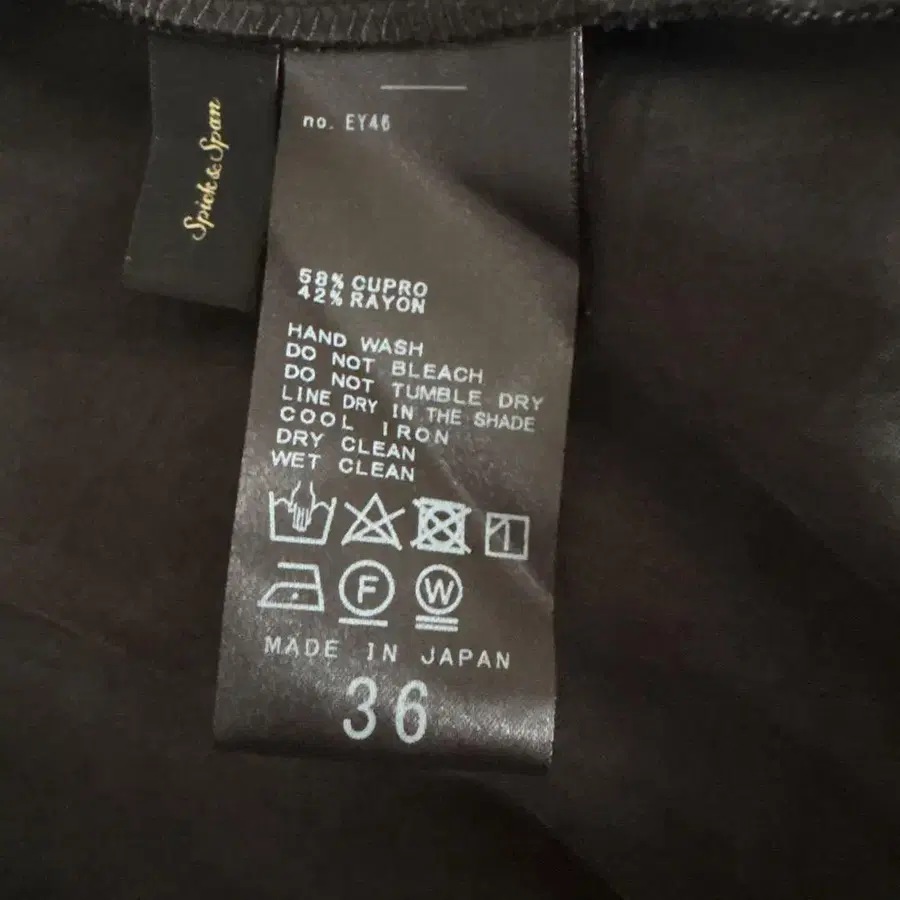 Spick & Span
no. EY46
58% CUPRO
42% RAYON
HAND WASH
DO NOT BLEACH
DO NOT TUMBLE DRY
LINE DRY IN THE SHADE
COOL IRON
DRY CLEAN
WET CLEAN
F
W
MADE IN JAPAN
36